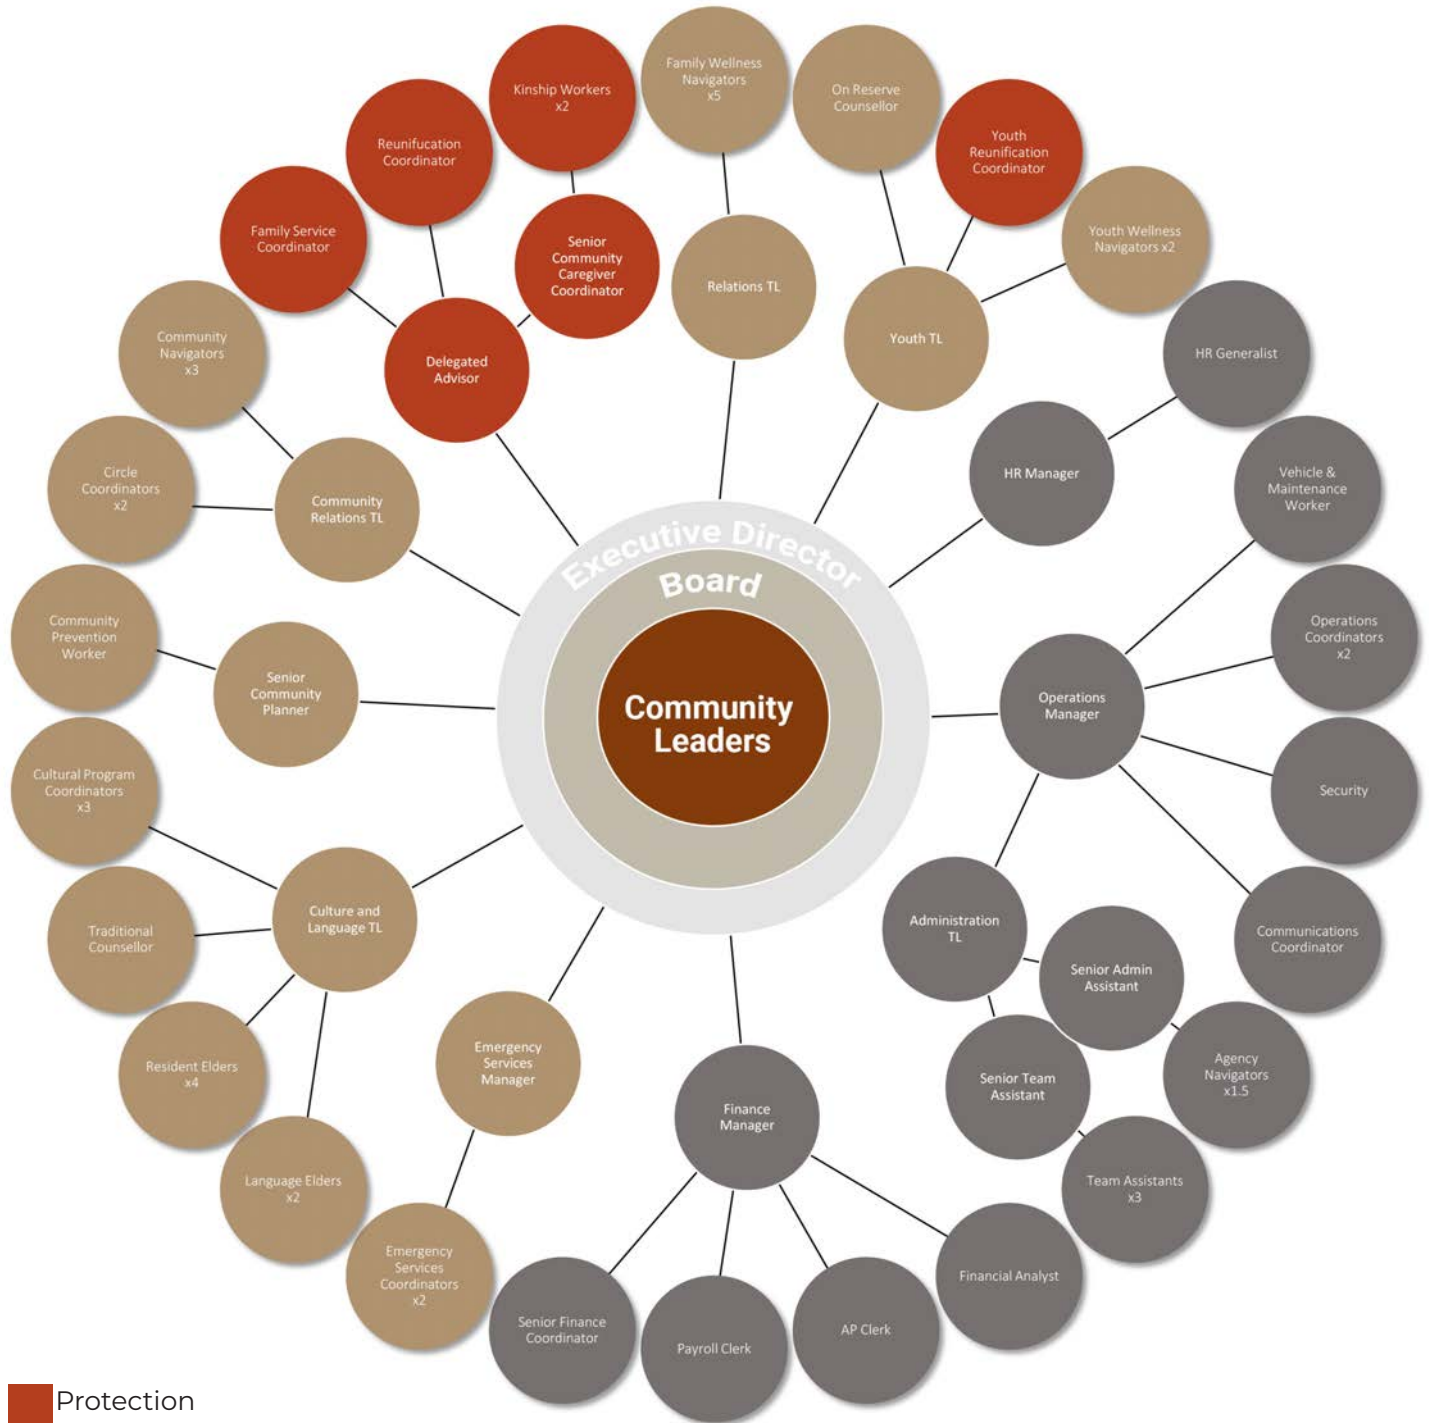 Kinship Workers
x2
Family Wellness
Navigators
x5
On Reserve
Counsellor
Reunifucation
Coordinator
Youth
Reunification
Coordinator
Family Service
Coordinator
Senior
Community
Caregiver
Coordinator
Youth Wellness
Navigators x2
Relations TL
Community
Navigators
x3
Delegated
Advisor
Youth TL
HR Generalist
Circle
Coordinators
x2
Community
Relations TL
HR Manager
Vehicle &
Maintenance
Worker
Executive Director
Board
Community
Leaders
Community
Prevention
Worker
Senior
Community
Planner
Operations
Manager
Operations
Coordinators
x2
Cultural Program
Coordinators
x3
Security
Traditional
Counsellor
Culture and
Language TL
Administration
TL
Senior Admin
Assistant
Communications
Coordinator
Resident Elders
x4
Emergency
Services
Manager
Finance
Manager
Senior Team
Assistant
Agency
Navigators
x1.5
Language Elders
x2
Team Assistants
x3
Emergency
Services
Coordinators
x2
Senior Finance
Coordinator
Payroll Clerk
AP Clerk
Financial Analyst
Protection